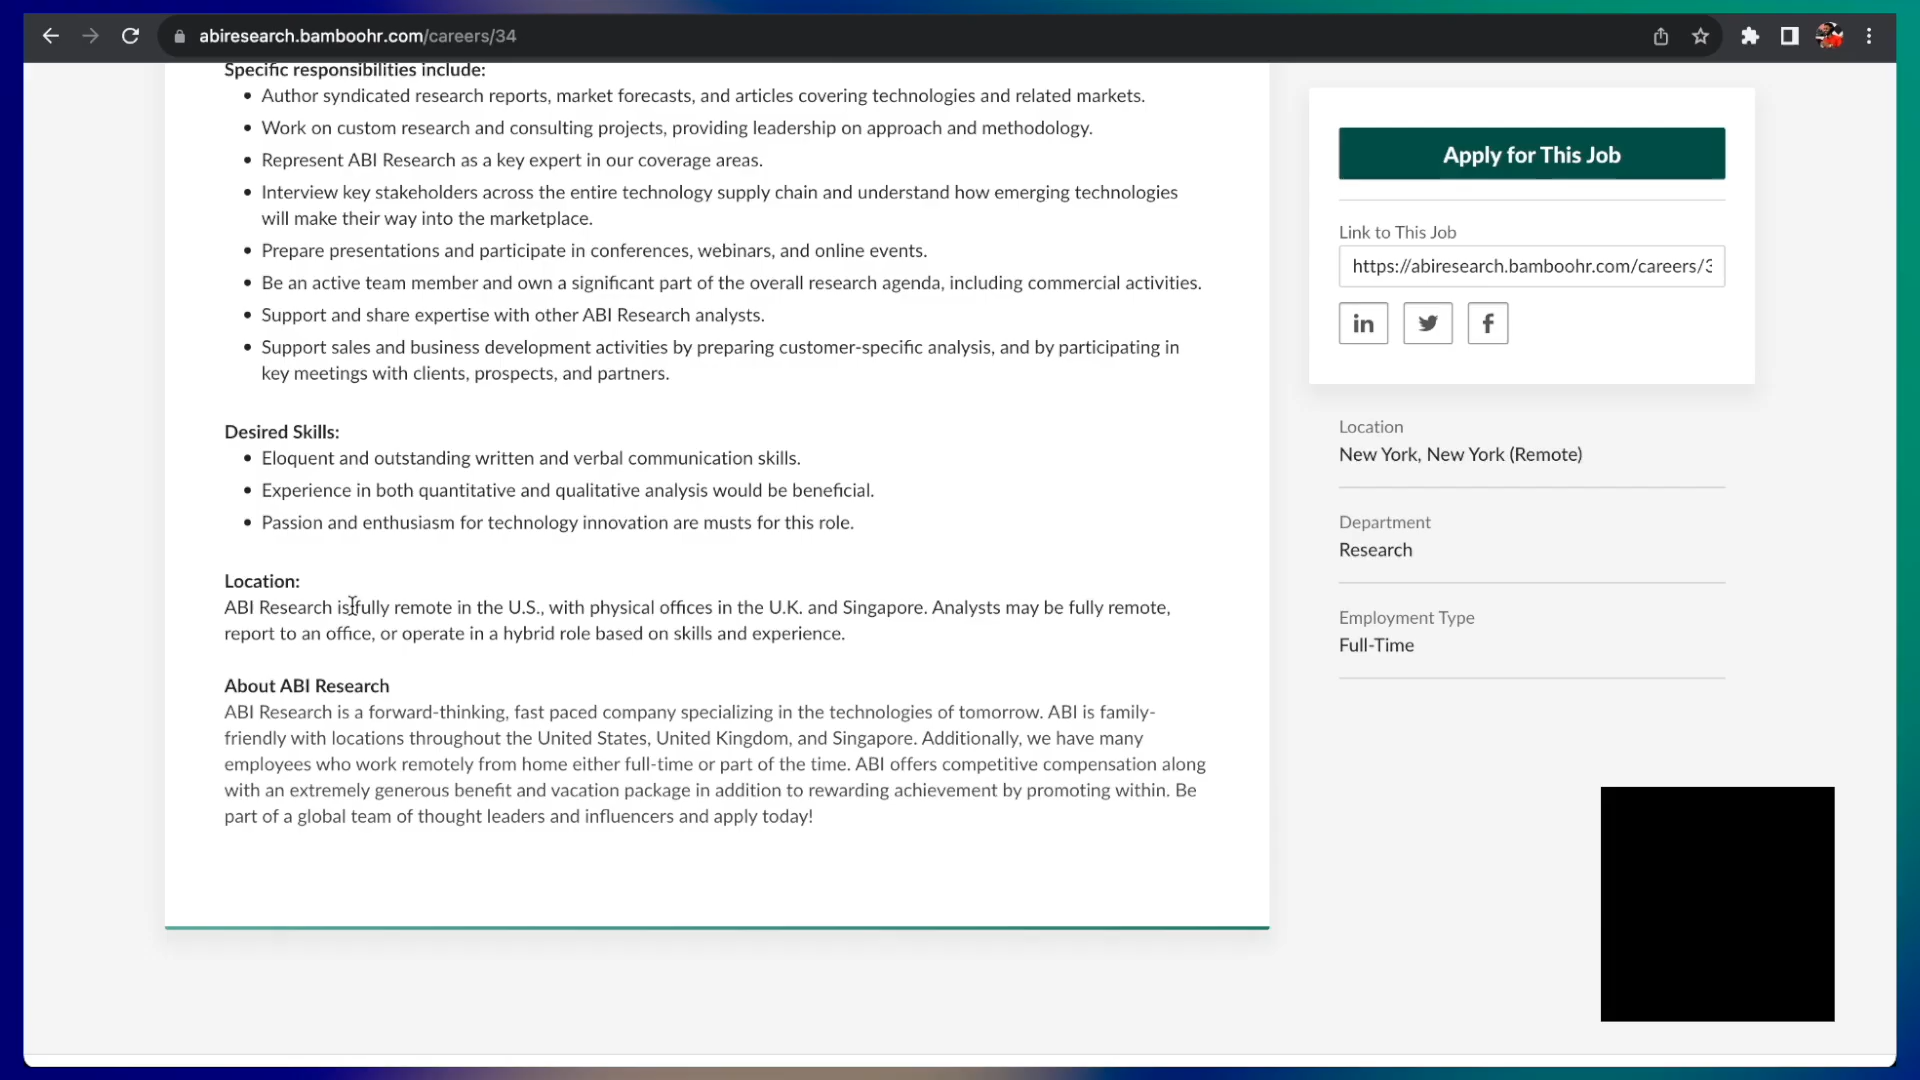 abiresearch.bamboohr.com/careers/34
Specific responsibilities include:
• Author syndicated research reports, market forecasts, and articles covering technologies and related markets.
• Work on custom research and consulting projects, providing leadership on approach and methodology.
• Represent ABI Research as a key expert in our coverage areas.
• Interview key stakeholders across the entire technology supply chain and understand how emerging technologies
will make their way into the marketplace.
• Prepare presentations and participate in conferences, webinars, and online events.
• Be an active team member and own a significant part of the overall research agenda, including commercial activities.
• Support and share expertise with other ABI Research analysts.
• Support sales and business development activities by preparing customer-specific analysis, and by participating in
key meetings with clients, prospects, and partners.
Desired Skills:
• Eloquent and outstanding written and verbal communication skills.
• Experience in both quantitative and qualitative analysis would be beneficial.
• Passion and enthusiasm for technology innovation are musts for this role.
Location:
ABI Research is fully remote in the U.S., with physical offices in the U.K. and Singapore. Analysts may be fully remote,
report to an office, or operate in a hybrid role based on skills and experience.
About ABI Research
ABI Research is a forward-thinking, fast paced company specializing in the technologies of tomorrow. ABI is family-
friendly with locations throughout the United States, United Kingdom, and Singapore. Additionally, we have many
employees who work remotely from home either full-time or part of the time. ABI offers competitive compensation along
with an extremely generous benefit and vacation package in addition to rewarding achievement by promoting within. Be
part of a global team of thought leaders and influencers and apply today!
Apply for This Job
Link to This Job
https://abiresearch.bamboohr.com/careers/3
in
f
Location
New York, New York (Remote)
Department
Research
Employment Type
Full-Time